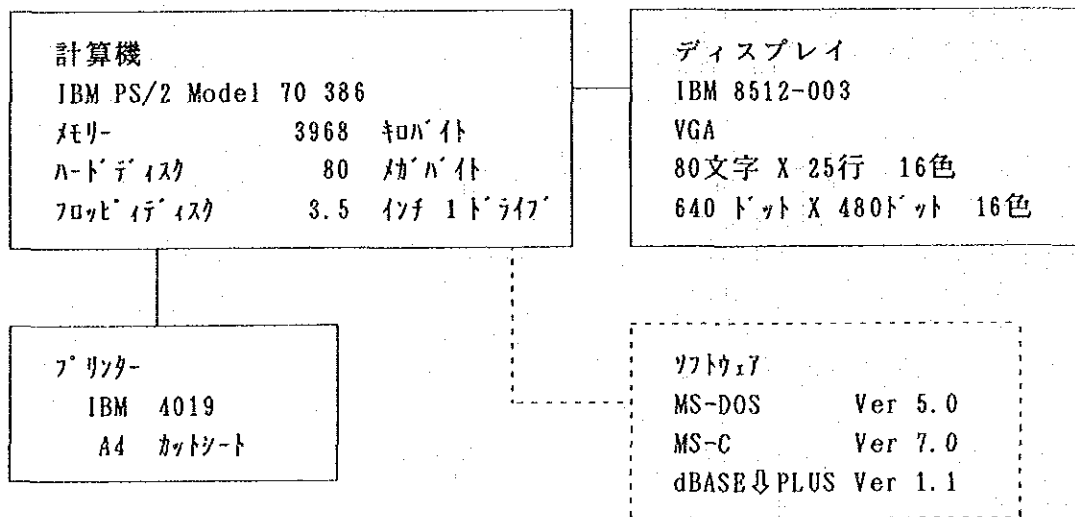 計算機
IBM PS/2 Model 70 386
ﾒﾓﾘｰ 3968 ｷﾛﾊﾞｲﾄ
ﾊｰﾄﾞﾃﾞｨｽｸ 80 ﾒｶﾞﾊﾞｲﾄ
ﾌﾛｯﾋﾟｨﾃﾞｨｽｸ 3.5 ｲﾝﾁ 1 ﾄﾞﾗｲﾌﾞ
ディスプレイ
IBM 8512-003
VGA
80文字 X 25行 16色
640 ﾄﾞｯﾄ X 480ﾄﾞｯﾄ 16色
ﾌﾟﾘﾝﾀｰ
IBM 4019
A4 ｶｯﾄｼｰﾄ
ｿﾌﾄｳｪｱ
MS-DOS Ver 5.0
MS-C Ver 7.0
dBASE⇩PLUS Ver 1.1